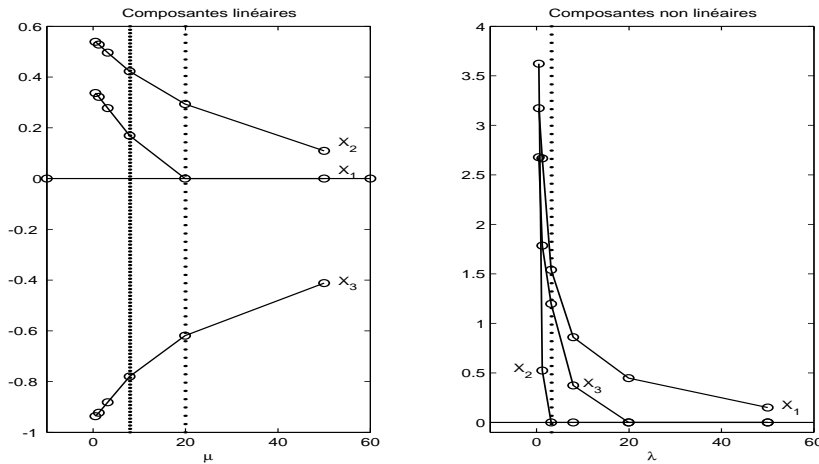 Composantes linéaires
0.6
0.4
0.2
0
-0.2
-0.4
-0.6
-0.8
-1
0
20
40
60
μ
X2
X1
X3
Composantes non linéaires
4
3.5
3
2.5
2
1.5
1
0.5
0
0
20
40
60
λ
X2
X3
X1